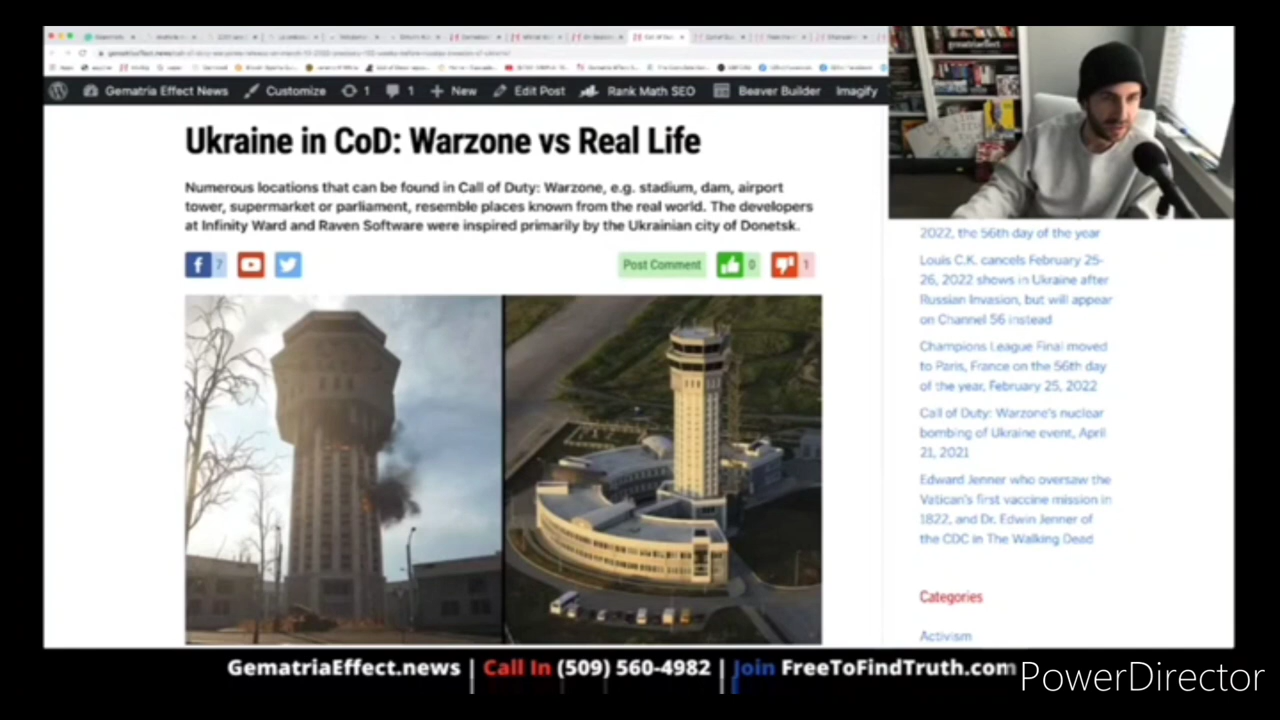 gematriaeffect
Gematria Effect News
Customize
1
1
New
Edit Post
Rank Math SEO
Beaver Builder
Imagify
Ukraine in CoD: Warzone vs Real Life
Numerous locations that can be found in Call of Duty: Warzone, e.g. stadium, dam, airport
tower, supermarket or parliament, resemble places known from the real world. The developers
at Infinity Ward and Raven Software were inspired primarily by the Ukrainian city of Donetsk.
7
Post Comment
0
1
2022, the 56th day of the year
Louis C.K. cancels February 25-
26, 2022 shows in Ukraine after
Russian Invasion, but will appear
on Channel 56 instead
Champions League Final moved
to Paris, France on the 56th day
of the year, February 25, 2022
Call of Duty: Warzone's nuclear
bombing of Ukraine event, April
21, 2021
Edward Jenner who oversaw the
Vatican's first vaccine mission in
1822, and Dr. Edwin Jenner of
the CDC in The Walking Dead
Categories
Activism
GematriaEffect.news | Call In (509) 560-4982 | Join FreeToFindTruth.com
PowerDirector